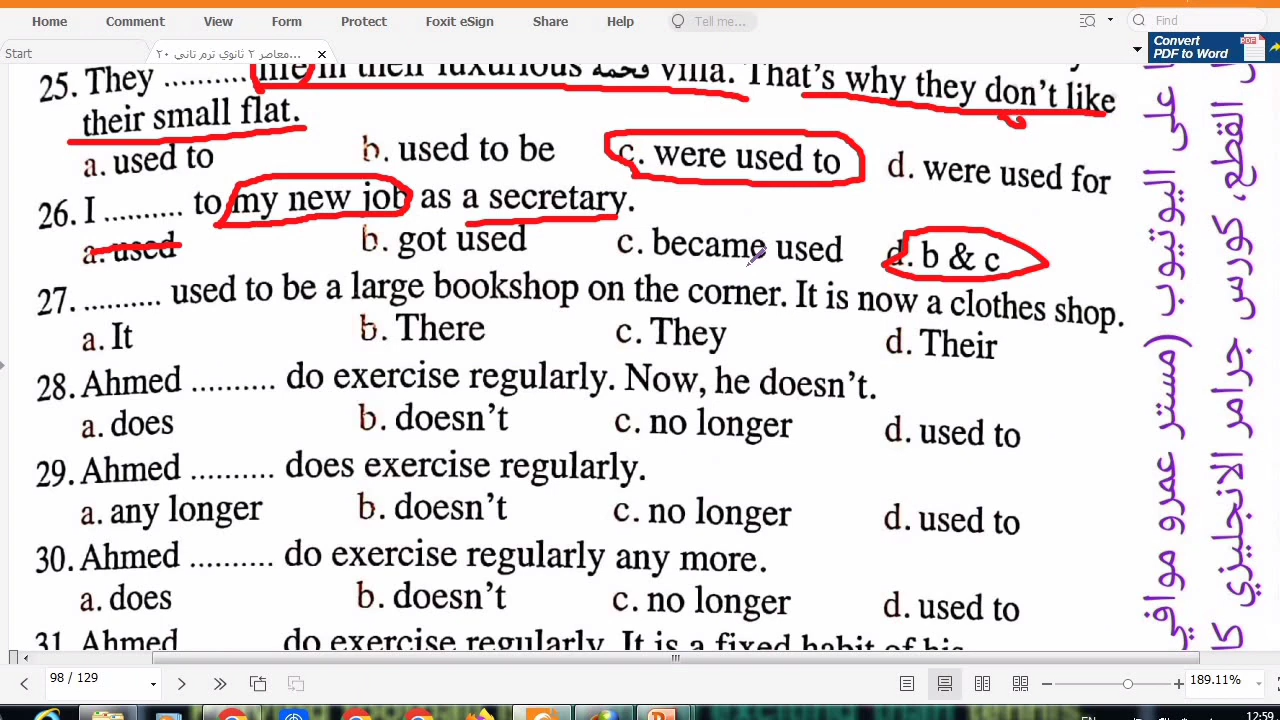 Home Comment View Form Protect Foxit eSign Share Help Tell me... Find
Start
معاصر ٢ ثانوي ترم تاني ٢٠...
Convert
PDF to Word
25. They .......... life in their luxurious فخمة villa. That's why they don't like
their small flat.
a. used to b. used to be c. were used to d. were used for
26. I .......... to my new job as a secretary.
a. used b. got used c. became used d. b & c
27. .......... used to be a large bookshop on the corner. It is now a clothes shop.
a. It b. There c. They d. Their
28. Ahmed .......... do exercise regularly. Now, he doesn't.
a. does b. doesn't c. no longer d. used to
29. Ahmed .......... does exercise regularly.
a. any longer b. doesn't c. no longer d. used to
30. Ahmed .......... do exercise regularly any more.
a. does b. doesn't c. no longer d. used to
31. Ahmed do exercise regularly. It is a fixed habit of his
على اليوتيوب (مستر عمرو موافي
القطع، كورس جرامر الانجليزي
98 / 129
189.11%
12:59